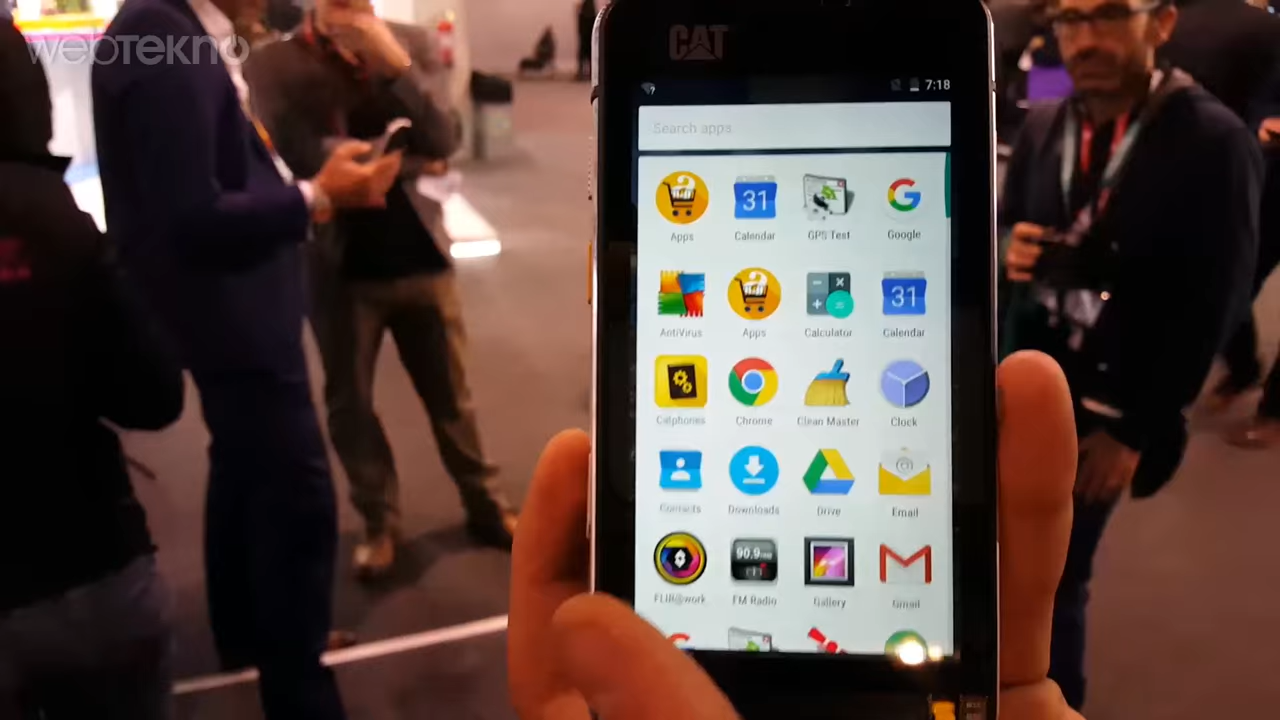 webtekno
CAT
7:18
Search apps
Apps
31
Calendar
GPS Test
Google
AntiVirus
Apps
Calculator
31
Calendar
Catphones
Chrome
Clean Master
Clock
Contacts
Downloads
Drive
Email
FLIR@work
90.9
FM Radio
Gallery
Gmail